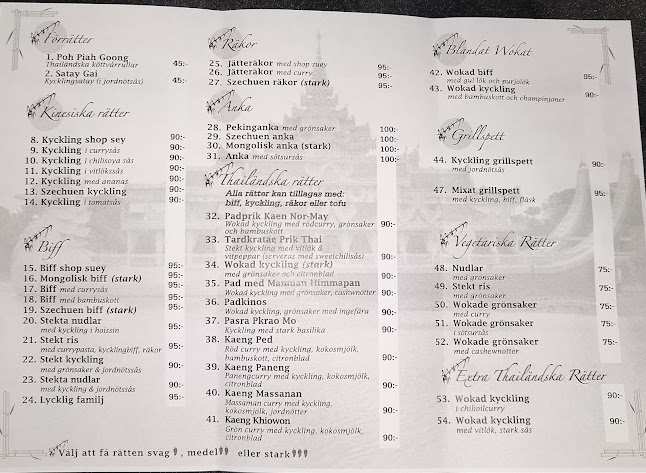 Förrätter
1. Poh Piah Goong
Thailändska köttvårrullar 45:-
2. Satay Gai
Kycklingsatay (i jordnötsås) 45:-
Kinesiska rätter
8. Kyckling shop sey 90:-
9. Kyckling i currysås 90:-
10. Kyckling i chilisoya sås 90:-
11. Kyckling i vitlökssås 90:-
12. Kyckling med ananas 90:-
13. Szechuen kyckling 90:-
14. Kyckling i tomatsås 90:-
Biff
15. Biff shop suey 95:-
16. Mongolisk biff (stark) 95:-
17. Biff med currysås 95:-
18. Biff med bambuskott 95:-
19. Szechuen biff (stark) 95:-
20. Stekta nudlar
med kyckling i hoisin 95:-
21. Stekt ris
med currypasta, kycklingbiff, räkor 95:-
22. Stekt kyckling
med grönsaker & jordnötssås 95:-
23. Stekta nudlar
med kyckling & jordnötssås 95:-
24. Lycklig familj 95:-
Räkor
25. Jätteräkor med shop suey 95:-
26. Jätteräkor med curry 95:-
27. Szechuen räkor (stark) 95:-
Anka
28. Pekinganka med grönsaker 100:-
29. Szechuen anka 100:-
30. Mongolisk anka (stark) 100:-
31. Anka med sötsursås 100:-
Thailändska rätter
Alla rätter kan tilllagas med:
biff, kyckling, räkor eller tofu
32. Padprik Kaen Nor-May
Wokad kyckling med rödcurry, grönsaker
och bambuskott 90:-
33. Tardkratae Prik Thai
Stekt kyckling med vitlök &
vitpeppar (serveras med sweetchilisås) 90:-
34. Wokad kyckling (stark)
med grönsaker och citronblad 90:-
35. Pad med Mamuan Himmapan
Wokad kyckling med grönsaker, cashewnötter 90:-
36. Padkinos
Wokad kyckling, grönsaker med ingefära 90:-
37. Pasra Pkrao Mo
Kyckling med stark basilika 90:-
38. Kaeng Ped
Röd curry med kyckling, kokosmjölk,
bambuskott, citronblad 90:-
39. Kaeng Paneng
Panengcurry med kyckling, kokosmjölk 90:-
40. Kaeng Massanan
Massaman curry med kyckling,
kokosmjölk, jordnötter 90:-
41. Kaeng Khiowon
Grön curry med kyckling, kokosmjölk,
citronblad 90:-
Blandat Wokat
42. Wokad biff
med gul lök och purjolök 95:-
43. Wokad kyckling
med bambuskott och champinjoner 90:-
Grillspett
44. Kyckling grillspett
med jordnötsås 90:-
47. Mixat grillspett
med kyckling, biff, fläsk 90:-
Vegetariska Rätter
48. Nudlar
med grönsaker 75:-
49. Stekt ris
med grönsaker 75:-
50. Wokade grönsaker
med curry 75:-
51. Wokade grönsaker
i sötsursås 75:-
52. Wokade grönsaker
med cashewnötter 75:-
Extra Thailändska Rätter
53. Wokad kyckling
i chilioilcurry 90:-
54. Wokad kyckling
med vitlök, stark sås 90:-
Välj att få rätten svag, medel eller stark